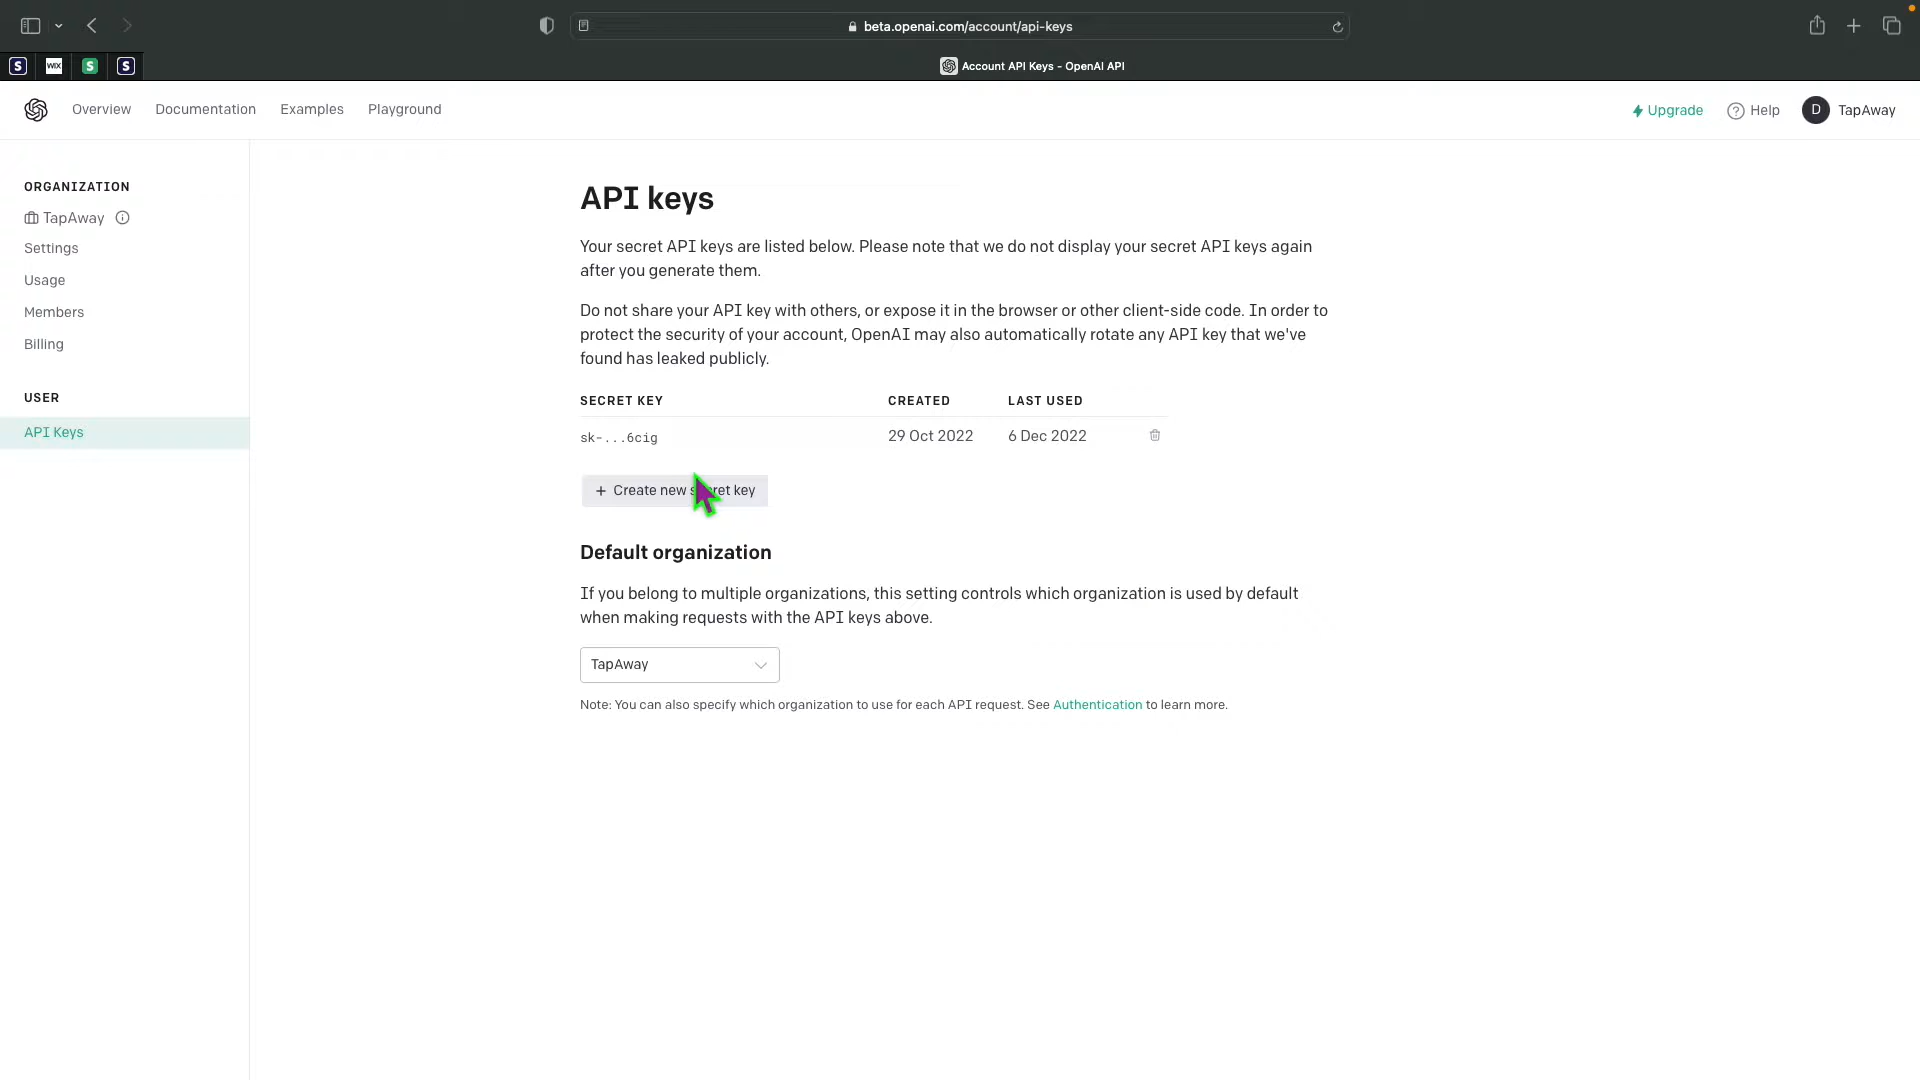 beta.openai.com/account/api-keys
S
WIX
S
S
Account API Keys - OpenAI API
Overview
Documentation
Examples
Playground
Upgrade
Help
D
TapAway
ORGANIZATION
TapAway
Settings
Usage
Members
Billing
USER
API Keys
API keys
Your secret API keys are listed below. Please note that we do not display your secret API keys again
after you generate them.
Do not share your API key with others, or expose it in the browser or other client-side code. In order to
protect the security of your account, OpenAI may also automatically rotate any API key that we've
found has leaked publicly.
SECRET KEY CREATED LAST USED
sk-...6cig 29 Oct 2022 6 Dec 2022
+ Create new secret key
Default organization
If you belong to multiple organizations, this setting controls which organization is used by default
when making requests with the API keys above.
TapAway
Note: You can also specify which organization to use for each API request. See Authentication to learn more.